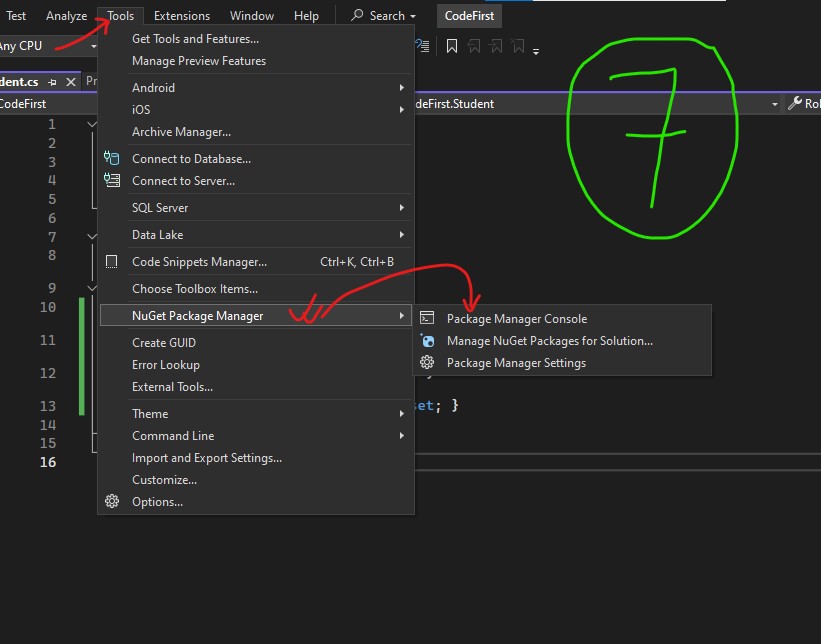 Test Analyze Tools Extensions Window Help Search CodeFirst
Any CPU
Get Tools and Features...
Manage Preview Features
dent.cs
CodeFirst
deFirst.Student
Android
iOS
Archive Manager...
Connect to Database...
Connect to Server...
SQL Server
Data Lake
Code Snippets Manager... Ctrl+K, Ctrl+B
Choose Toolbox Items...
NuGet Package Manager
Create GUID
Error Lookup
External Tools...
Theme
Command Line
Import and Export Settings...
Customize...
Options...
Package Manager Console
Manage NuGet Packages for Solution...
Package Manager Settings
et; }
1
2
3
4
5
6
7
8
9
10
11
12
13
14
15
16
7